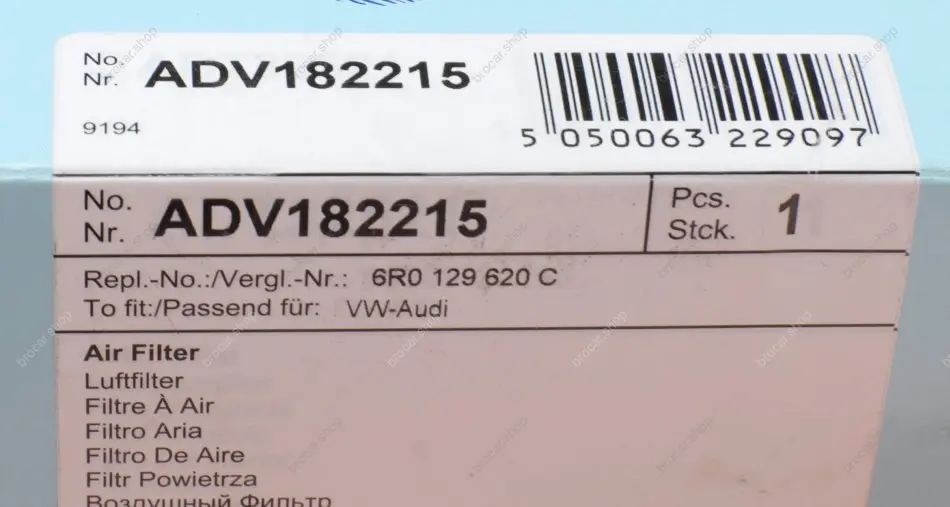 No.
Nr. ADV182215
9194
5 050063 229097
No.
Nr. ADV182215
Pcs.
Stck. 1
Repl.-No.:/Vergl.-Nr.: 6R0 129 620 C
To fit:/Passend für: VW-Audi
Air Filter
Luftfilter
Filtre À Air
Filtro Aria
Filtro De Aire
Filtr Powietrza
Воздушный Фильтр
brocar.shop